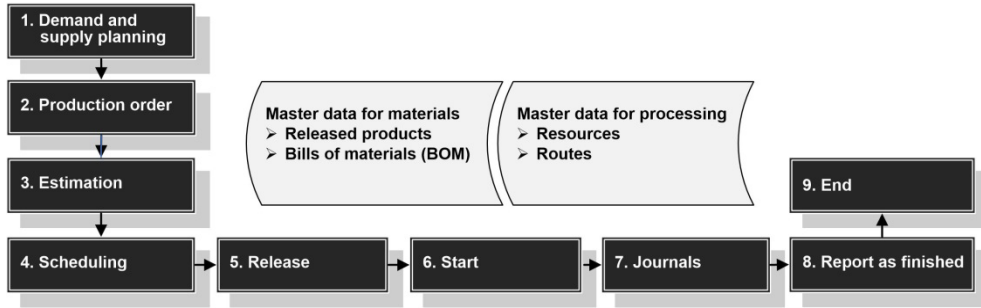 1. Demand and
supply planning
2. Production order
3. Estimation
4. Scheduling
5. Release
6. Start
7. Journals
8. Report as finished
9. End
Master data for materials
➢ Released products
➢ Bills of materials (BOM)
Master data for processing
➢ Resources
➢ Routes